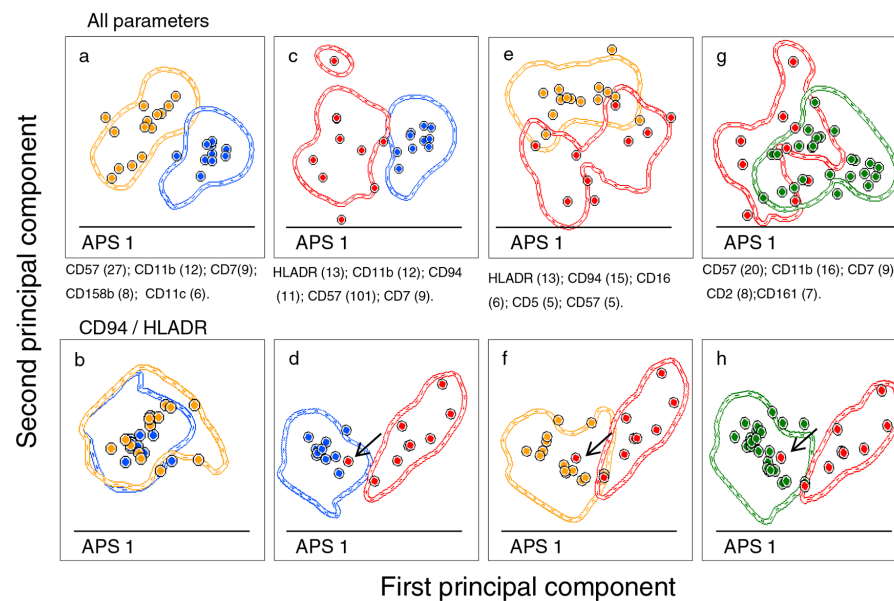 All parameters
a
c
e
g
APS 1
APS 1
APS 1
APS 1
CD57 (27); CD11b (12); CD7(9);
CD158b (8); CD11c (6).
HLADR (13); CD11b (12); CD94
(11); CD57 (101); CD7 (9).
HLADR (13); CD94 (15); CD16
(6); CD5 (5); CD57 (5).
CD57 (20); CD11b (16); CD7 (9)
CD2 (8);CD161 (7).
CD94 / HLADR
b
d
f
h
APS 1
APS 1
APS 1
APS 1
Second principal component
First principal component